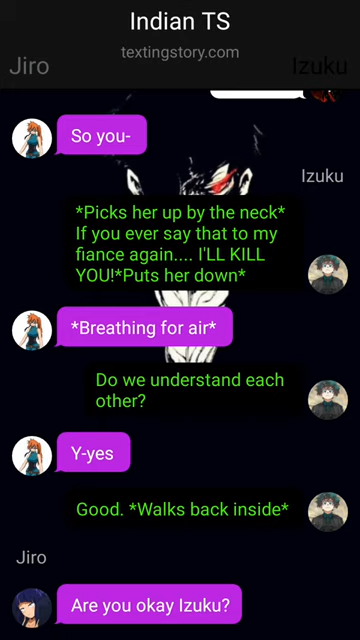 Indian TS
textingstory.com
Jiro
Izuku
So you-
Izuku
*Picks her up by the neck*
If you ever say that to my
fiance again.... I'LL KILL
YOU!*Puts her down*
*Breathing for air*
Do we understand each
other?
Y-yes
Good. *Walks back inside*
Jiro
Are you okay Izuku?